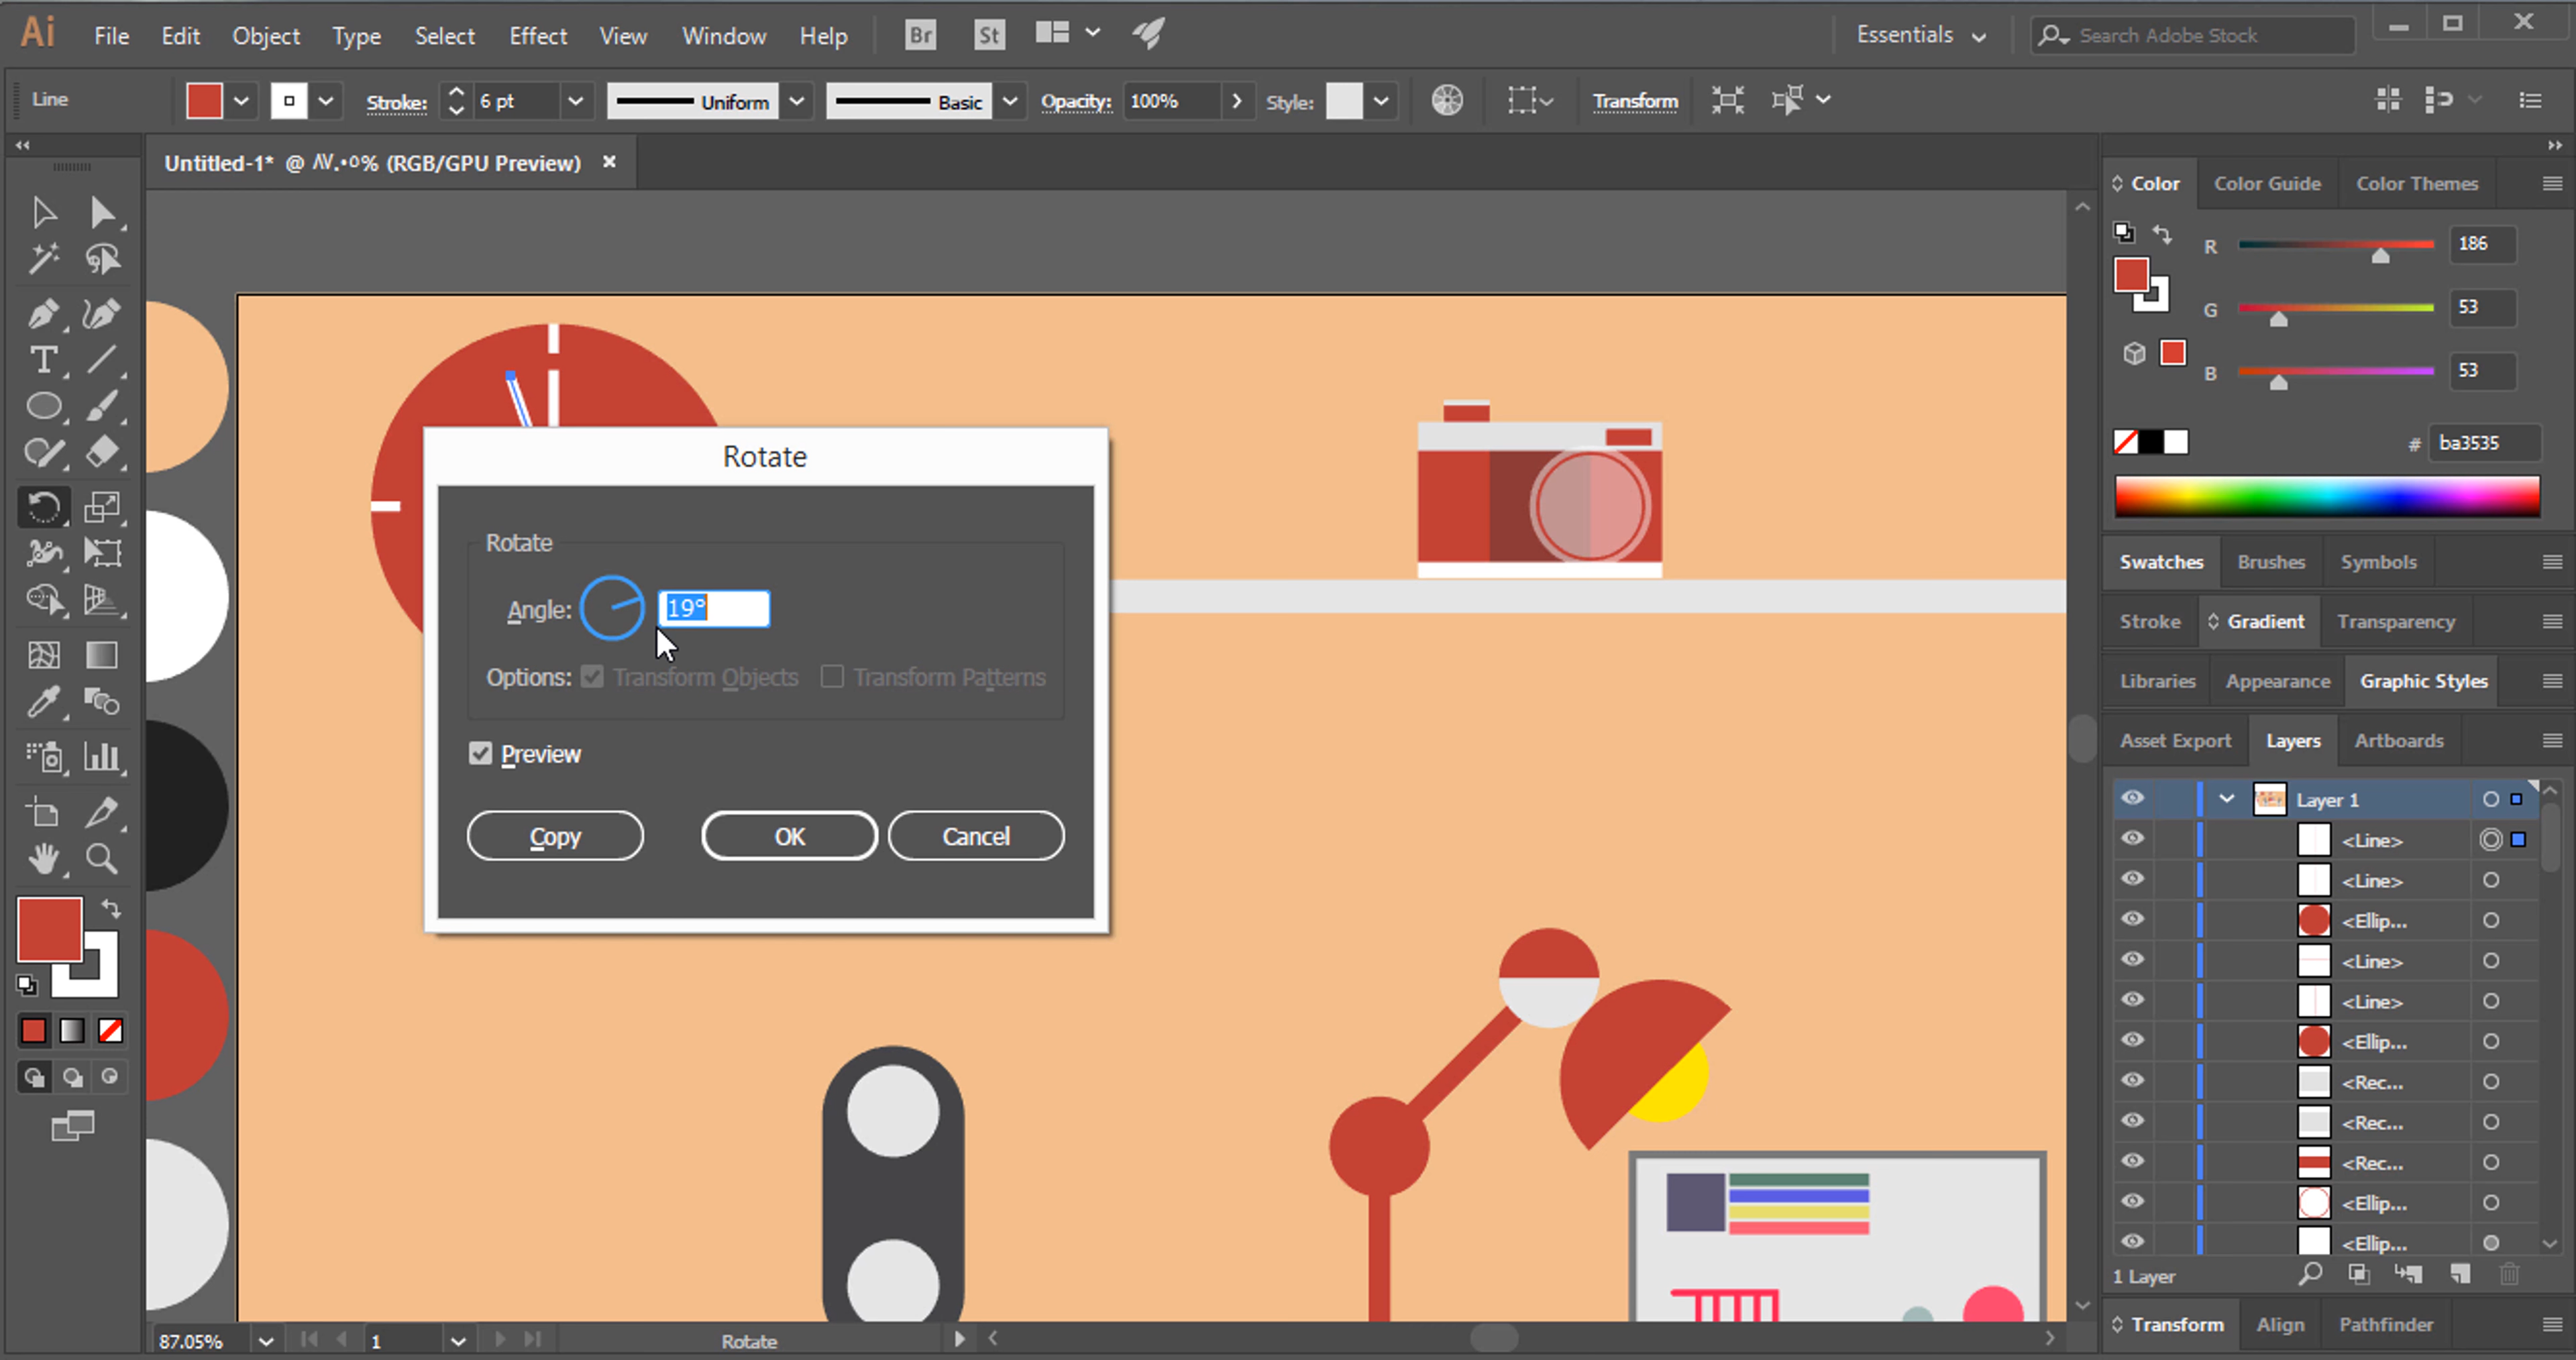 Ai File Edit Object Type Select Effect View Window Help Br St Essentials Search Adobe Stock
Line Stroke: 6 pt Uniform Basic Opacity: 100% Style: Transform
Untitled-1* @ ٨٧.٠٥% (RGB/GPU Preview)
Color Color Guide Color Themes
R 186
G 53
B 53
# ba3535
Rotate
Rotate
Angle: 19°
Options: Transform Objects Transform Patterns
Preview
Copy OK Cancel
Swatches Brushes Symbols
Stroke Gradient Transparency
Libraries Appearance Graphic Styles
Asset Export Layers Artboards
Layer 1
<Line>
<Line>
<Ellip...
<Line>
<Line>
<Ellip...
<Rec...
<Rec...
<Rec...
<Ellip...
<Ellip...
1 Layer
Transform Align Pathfinder
87.05% 1 Rotate